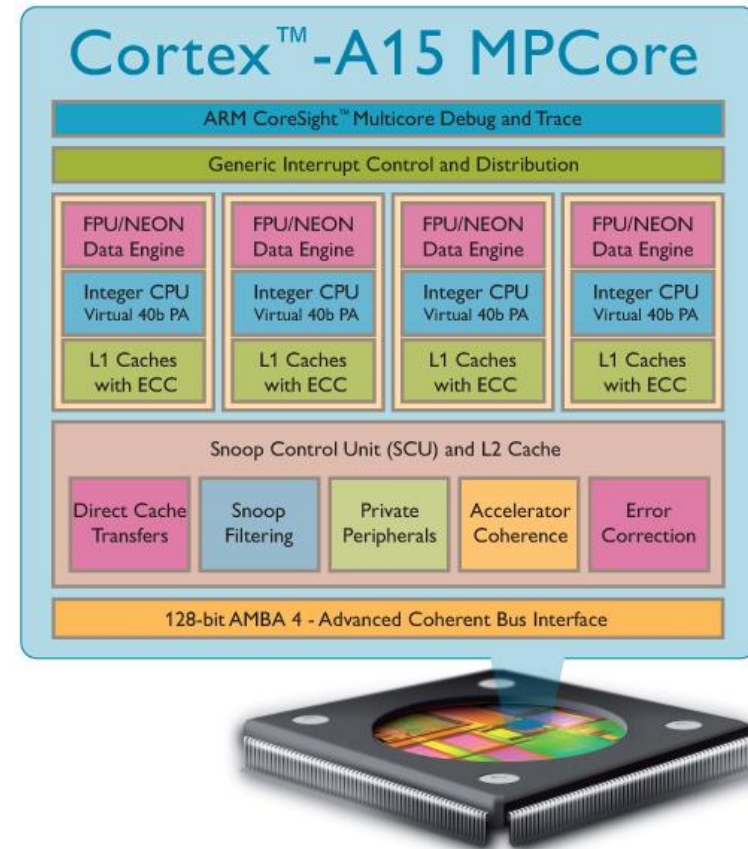 Cortex™-A15 MPCore
ARM CoreSight™ Multicore Debug and Trace
Generic Interrupt Control and Distribution
FPU/NEON
Data Engine
Integer CPU
Virtual 40b PA
L1 Caches
with ECC
FPU/NEON
Data Engine
Integer CPU
Virtual 40b PA
L1 Caches
with ECC
FPU/NEON
Data Engine
Integer CPU
Virtual 40b PA
L1 Caches
with ECC
FPU/NEON
Data Engine
Integer CPU
Virtual 40b PA
L1 Caches
with ECC
Snoop Control Unit (SCU) and L2 Cache
Direct Cache
Transfers
Snoop
Filtering
Private
Peripherals
Accelerator
Coherence
Error
Correction
128-bit AMBA 4 - Advanced Coherent Bus Interface